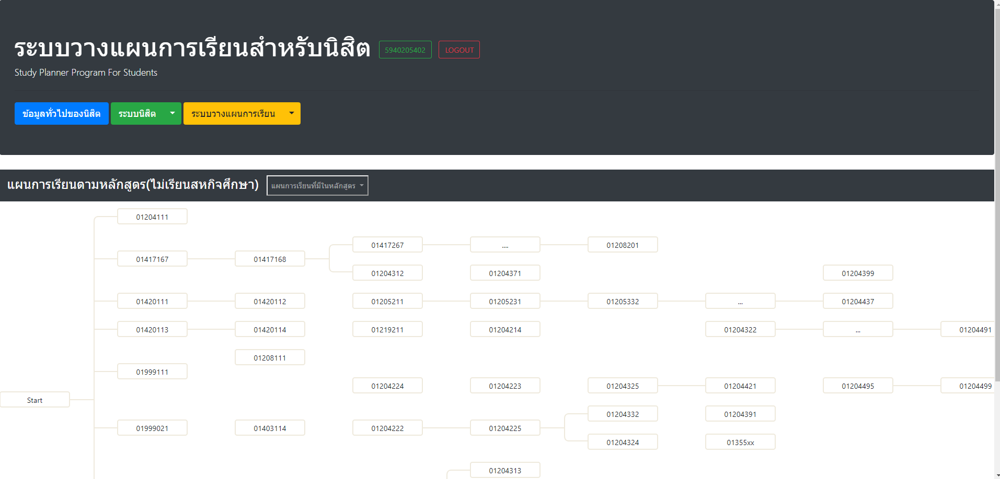 ระบบวางแผนการเรียนสำหรับนิสิต 5940205402 LOGOUT
Study Planner Program For Students
ข้อมูลทั่วไปของนิสิต ระบบนิสิต ระบบวางแผนการเรียน
แผนการเรียนตามหลักสูตร(ไม่เรียนสหกิจศึกษา) แผนการเรียนที่มีในหลักสูตร
01204111
01417267 .... 01208201
01417167 01417168
01204312 01204371 01204399
01420111 01420112 01205211 01205231 01205332 ... 01204437
01420113 01420114 01219211 01204214 01204322 ... 01204491
01208111
01999111
01204224 01204223 01204325 01204421 01204495 01204499
Start
01204332 01204391
01999021 01403114 01204222 01204225
01204324 01355xx
01204313